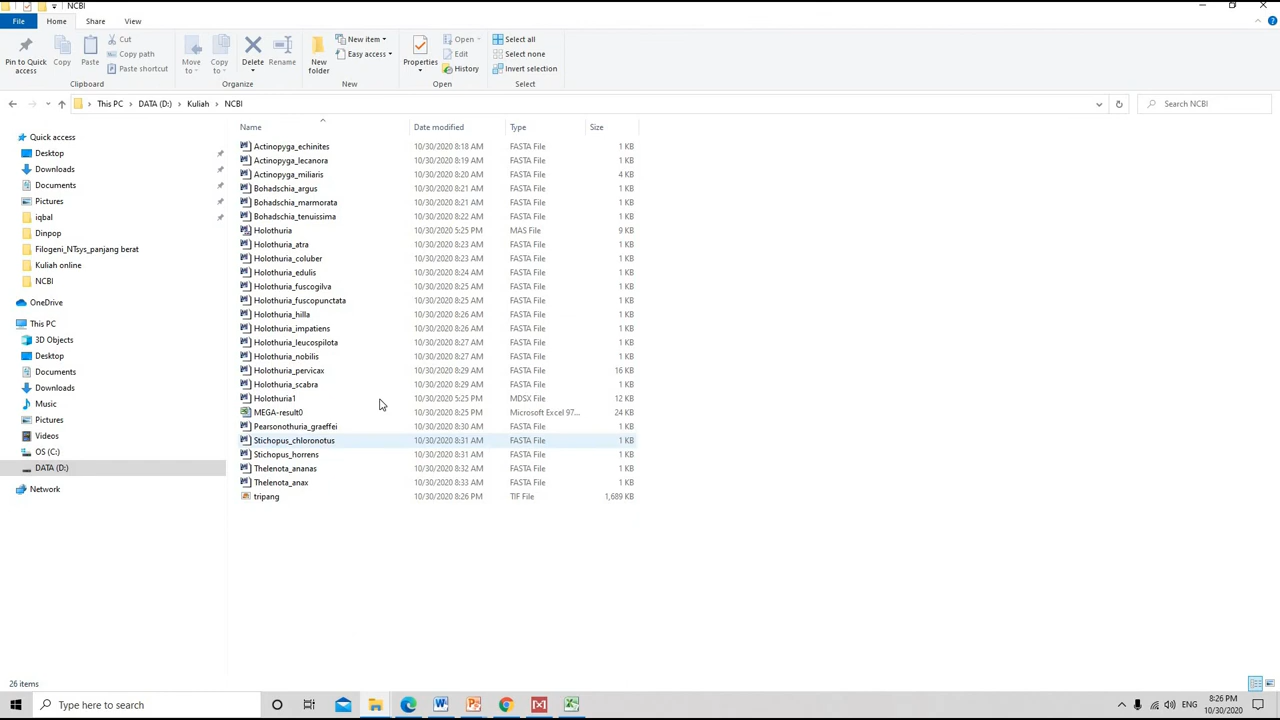 NCBI
File Home Share View
Pin to Quick access
Copy
Paste
Cut
Copy path
Paste shortcut
Clipboard
Move to
Copy to
Delete
Rename
Organize
New folder
New item
Easy access
New
Properties
Open
Edit
History
Open
Select all
Select none
Invert selection
Select
This PC > DATA (D:) > Kuliah > NCBI
Search NCBI
Quick access
Desktop
Downloads
Documents
Pictures
iqbal
Dinpop
Filogeni_NTsys_panjang berat
Kuliah online
NCBI
OneDrive
This PC
3D Objects
Desktop
Documents
Downloads
Music
Pictures
Videos
OS (C:)
DATA (D:)
Network
Name Date modified Type Size
Actinopyga_echinites 10/30/2020 8:18 AM FASTA File 1 KB
Actinopyga_lecanora 10/30/2020 8:19 AM FASTA File 1 KB
Actinopyga_miliaris 10/30/2020 8:20 AM FASTA File 4 KB
Bohadschia_argus 10/30/2020 8:21 AM FASTA File 1 KB
Bohadschia_marmorata 10/30/2020 8:21 AM FASTA File 1 KB
Bohadschia_tenuissima 10/30/2020 8:22 AM FASTA File 1 KB
Holothuria 10/30/2020 5:25 PM MAS File 9 KB
Holothuria_atra 10/30/2020 8:23 AM FASTA File 1 KB
Holothuria_coluber 10/30/2020 8:23 AM FASTA File 1 KB
Holothuria_edulis 10/30/2020 8:24 AM FASTA File 1 KB
Holothuria_fuscogilva 10/30/2020 8:25 AM FASTA File 1 KB
Holothuria_fuscopunctata 10/30/2020 8:25 AM FASTA File 1 KB
Holothuria_hilla 10/30/2020 8:26 AM FASTA File 1 KB
Holothuria_impatiens 10/30/2020 8:26 AM FASTA File 1 KB
Holothuria_leucospilota 10/30/2020 8:27 AM FASTA File 1 KB
Holothuria_nobilis 10/30/2020 8:27 AM FASTA File 1 KB
Holothuria_pervicax 10/30/2020 8:29 AM FASTA File 16 KB
Holothuria_scabra 10/30/2020 8:29 AM FASTA File 1 KB
Holothuria1 10/30/2020 5:25 PM MDSX File 12 KB
MEGA-result0 10/30/2020 8:25 PM Microsoft Excel 97... 24 KB
Pearsonothuria_graeffei 10/30/2020 8:30 AM FASTA File 1 KB
Stichopus_chloronotus 10/30/2020 8:31 AM FASTA File 1 KB
Stichopus_horrens 10/30/2020 8:31 AM FASTA File 1 KB
Thelenota_ananas 10/30/2020 8:32 AM FASTA File 1 KB
Thelenota_anax 10/30/2020 8:33 AM FASTA File 1 KB
tripang 10/30/2020 8:26 PM TIF File 1,689 KB
26 items
Type here to search
ENG
8:26 PM
10/30/2020